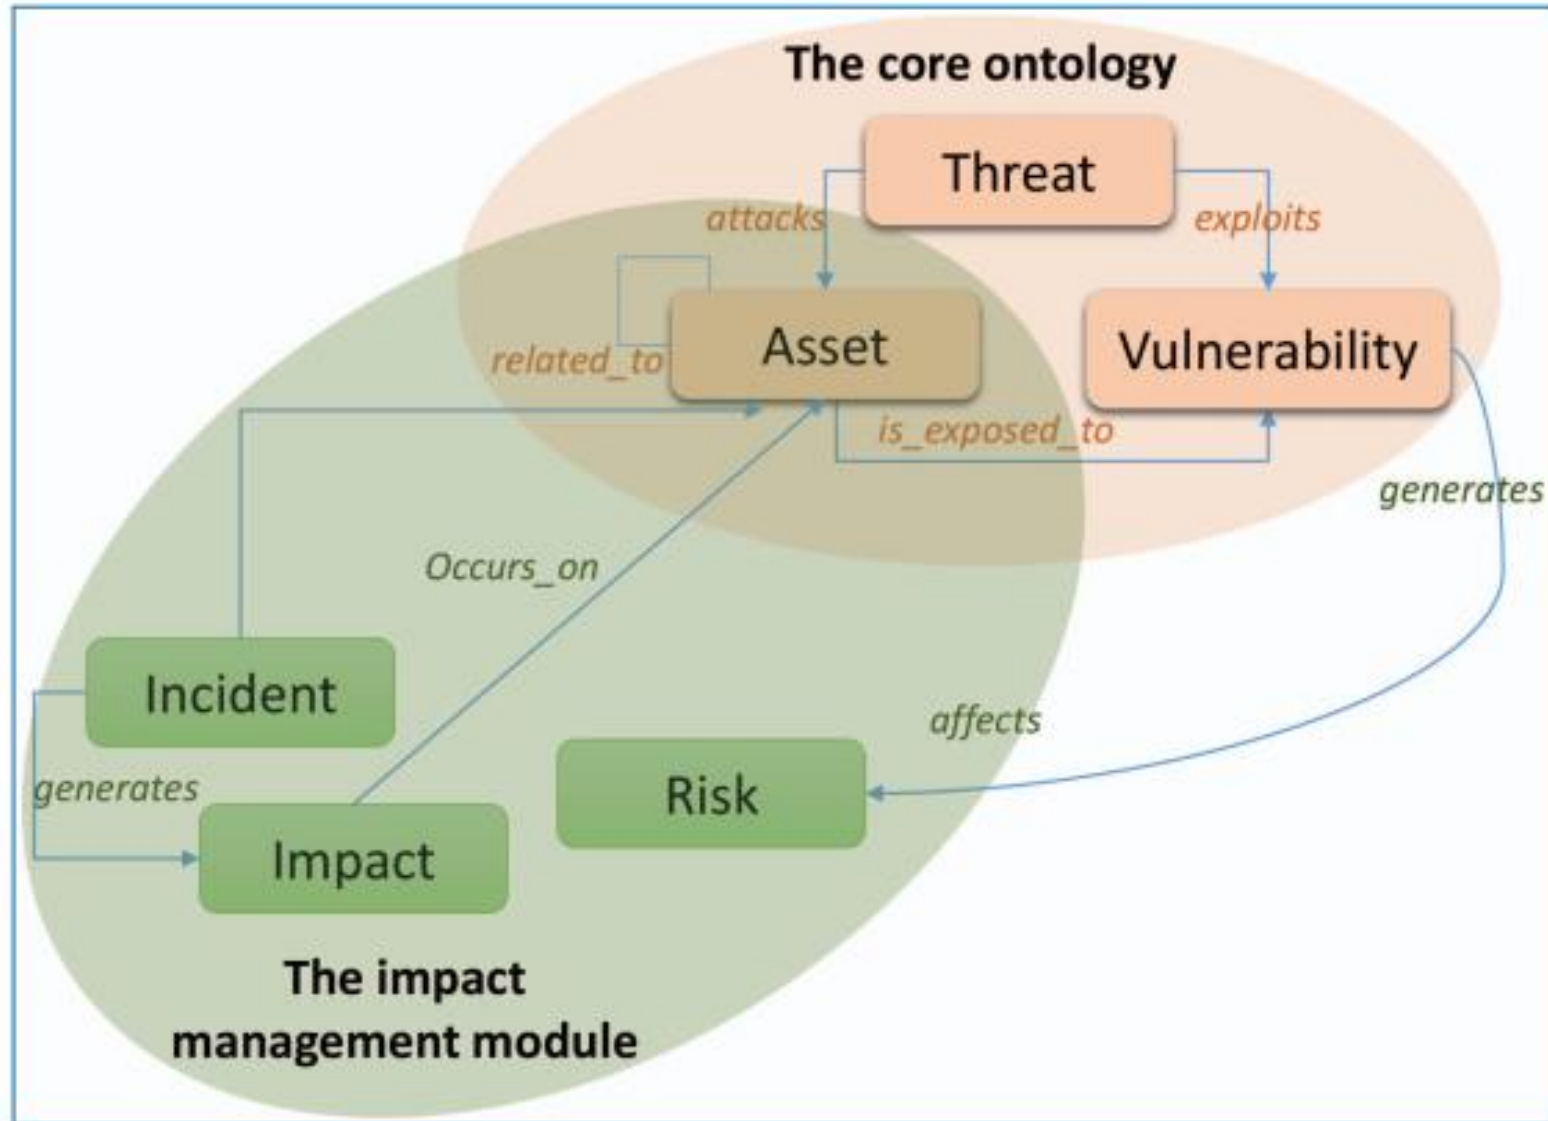 The core ontology
Threat
attacks
exploits
Asset
Vulnerability
related_to
is_exposed_to
generates
Occurs_on
Incident
affects
generates
Risk
Impact
The impact
management module